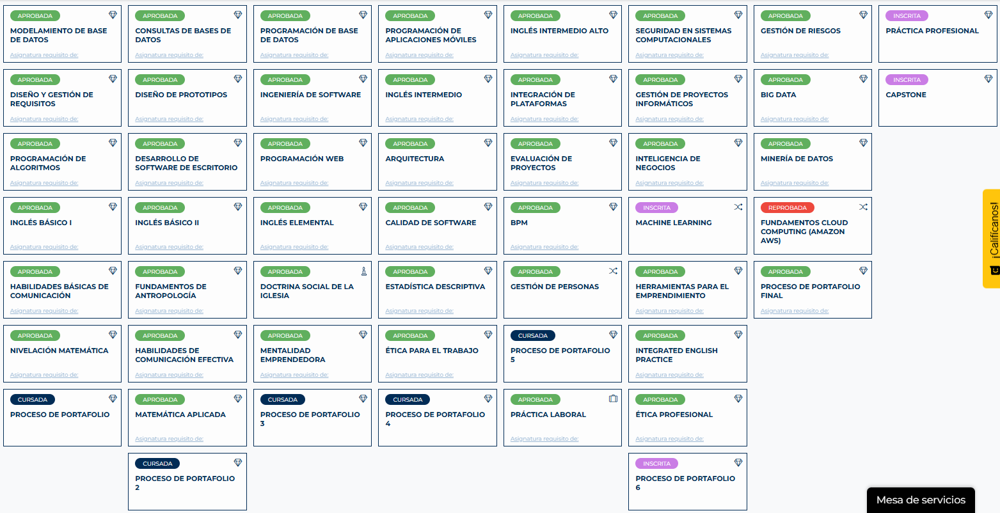 APROBADA
MODELAMIENTO DE BASE
DE DATOS
Asignatura requisito de:
APROBADA
CONSULTAS DE BASES DE
DATOS
Asignatura requisito de:
APROBADA
PROGRAMACIÓN DE BASE
DE DATOS
Asignatura requisito de:
APROBADA
PROGRAMACIÓN DE
APLICACIONES MÓVILES
Asignatura requisito de:
APROBADA
INGLÉS INTERMEDIO ALTO
Asignatura requisito de:
APROBADA
SEGURIDAD EN SISTEMAS
COMPUTACIONALES
Asignatura requisito de:
APROBADA
GESTIÓN DE RIESGOS
Asignatura requisito de:
INSCRITA
PRÁCTICA PROFESIONAL
APROBADA
DISEÑO Y GESTIÓN DE
REQUISITOS
Asignatura requisito de:
APROBADA
DISEÑO DE PROTOTIPOS
Asignatura requisito de:
APROBADA
INGENIERÍA DE SOFTWARE
Asignatura requisito de:
APROBADA
INGLÉS INTERMEDIO
Asignatura requisito de:
APROBADA
INTEGRACIÓN DE
PLATAFORMAS
Asignatura requisito de:
APROBADA
GESTIÓN DE PROYECTOS
INFORMÁTICOS
Asignatura requisito de:
APROBADA
BIG DATA
Asignatura requisito de:
INSCRITA
CAPSTONE
APROBADA
PROGRAMACIÓN DE
ALGORITMOS
Asignatura requisito de:
APROBADA
DESARROLLO DE
SOFTWARE DE ESCRITORIO
Asignatura requisito de:
APROBADA
PROGRAMACIÓN WEB
Asignatura requisito de:
APROBADA
ARQUITECTURA
Asignatura requisito de:
APROBADA
EVALUACIÓN DE
PROYECTOS
Asignatura requisito de:
APROBADA
INTELIGENCIA DE
NEGOCIOS
Asignatura requisito de:
APROBADA
MINERÍA DE DATOS
Asignatura requisito de:
APROBADA
INGLÉS BÁSICO I
Asignatura requisito de:
APROBADA
INGLÉS BÁSICO II
Asignatura requisito de:
APROBADA
INGLÉS ELEMENTAL
Asignatura requisito de:
APROBADA
CALIDAD DE SOFTWARE
Asignatura requisito de:
APROBADA
BPM
Asignatura requisito de:
INSCRITA
MACHINE LEARNING
REPROBADA
FUNDAMENTOS CLOUD
COMPUTING (AMAZON
AWS)
APROBADA
HABILIDADES BÁSICAS DE
COMUNICACIÓN
Asignatura requisito de:
APROBADA
FUNDAMENTOS DE
ANTROPOLOGÍA
Asignatura requisito de:
APROBADA
DOCTRINA SOCIAL DE LA
IGLESIA
APROBADA
ESTADÍSTICA DESCRIPTIVA
Asignatura requisito de:
APROBADA
GESTIÓN DE PERSONAS
APROBADA
HERRAMIENTAS PARA EL
EMPRENDIMIENTO
Asignatura requisito de:
APROBADA
PROCESO DE PORTAFOLIO
FINAL
Asignatura requisito de:
APROBADA
NIVELACIÓN MATEMÁTICA
Asignatura requisito de:
APROBADA
HABILIDADES DE
COMUNICACIÓN EFECTIVA
Asignatura requisito de:
APROBADA
MENTALIDAD
EMPRENDEDORA
Asignatura requisito de:
APROBADA
ÉTICA PARA EL TRABAJO
Asignatura requisito de:
CURSADA
PROCESO DE PORTAFOLIO
5
APROBADA
INTEGRATED ENGLISH
PRACTICE
Asignatura requisito de:
CURSADA
PROCESO DE PORTAFOLIO
APROBADA
MATEMÁTICA APLICADA
Asignatura requisito de:
CURSADA
PROCESO DE PORTAFOLIO
3
CURSADA
PROCESO DE PORTAFOLIO
4
APROBADA
PRÁCTICA LABORAL
Asignatura requisito de:
APROBADA
ÉTICA PROFESIONAL
Asignatura requisito de:
CURSADA
PROCESO DE PORTAFOLIO
2
INSCRITA
PROCESO DE PORTAFOLIO
6
¡Califícanos!
Mesa de servicios